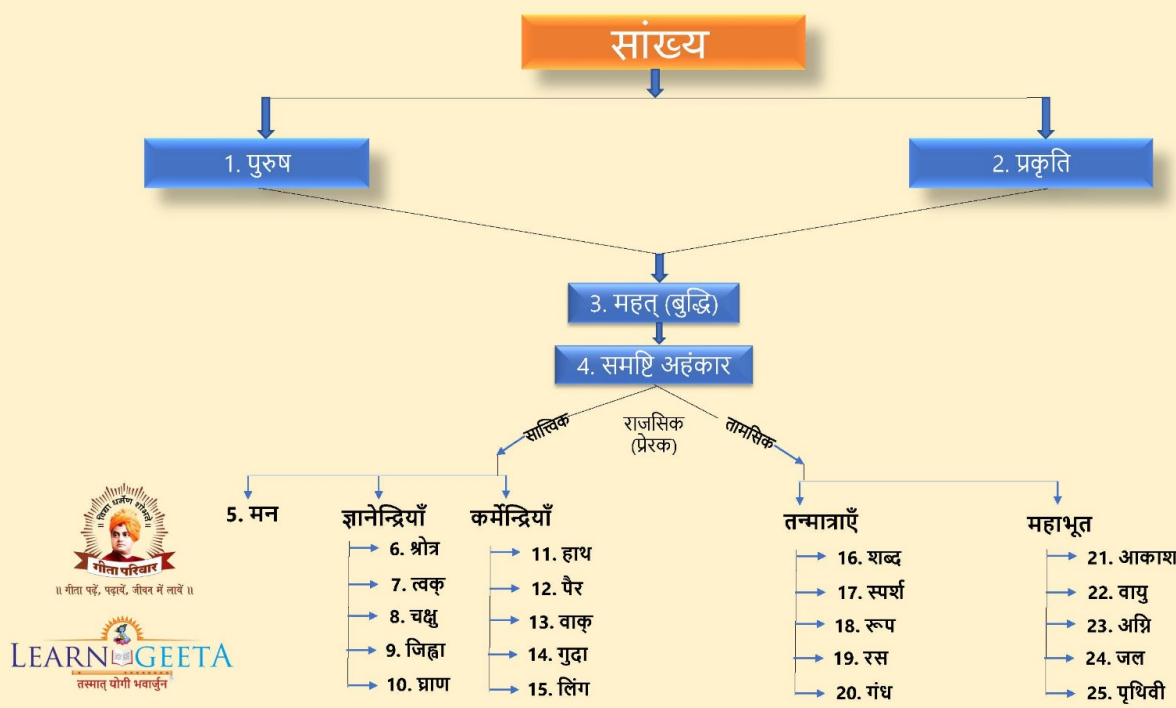 सांख्य
1. पुरुष
2. प्रकृति
3. महत् (बुद्धि)
4. समष्टि अहंकार
सात्त्विक
राजसिक
(प्रेरक)
तामसिक
5. मन
ज्ञानेन्द्रियाँ
6. श्रोत्र
7. त्वक्
8. चक्षु
9. जिह्वा
10. घ्राण
कर्मेन्द्रियाँ
11. हाथ
12. पैर
13. वाक्
14. गुदा
15. लिंग
तन्मात्राएँ
16. शब्द
17. स्पर्श
18. रूप
19. रस
20. गंध
महाभूत
21. आकाश
22. वायु
23. अग्नि
24. जल
25. पृथिवी
॥ विद्या धर्मेण शोभते ॥
गीता परिवार
॥ गीता पढ़ें, पढ़ायें, जीवन में लायें ॥
LEARN GEETA
तस्मात् योगी भवार्जुन